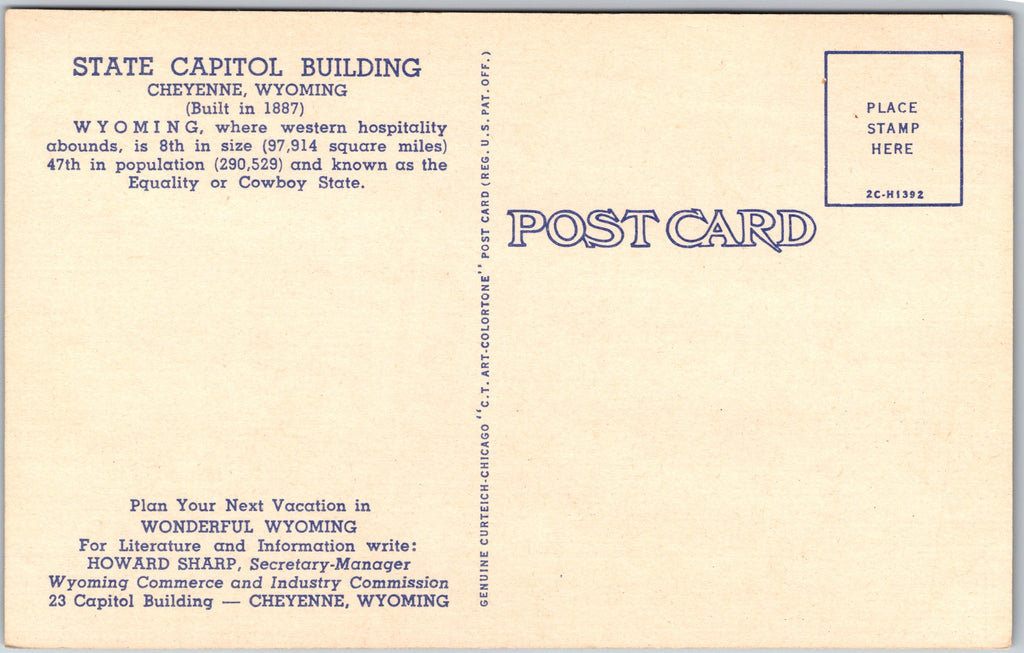 STATE CAPITOL BUILDING
CHEYENNE, WYOMING
(Built in 1887)
WYOMING, where western hospitality
abounds, is 8th in size (97,914 square miles)
47th in population (290,529) and known as the
Equality or Cowboy State.
Plan Your Next Vacation in
WONDERFUL WYOMING
For Literature and Information write:
HOWARD SHARP, Secretary-Manager
Wyoming Commerce and Industry Commission
23 Capitol Building — CHEYENNE, WYOMING
GENUINE CURTEICH-CHICAGO "C.T. ART-COLORTONE" POST CARD (REG. U.S. PAT. OFF.)
POST CARD
PLACE
STAMP
HERE
2C-H1392